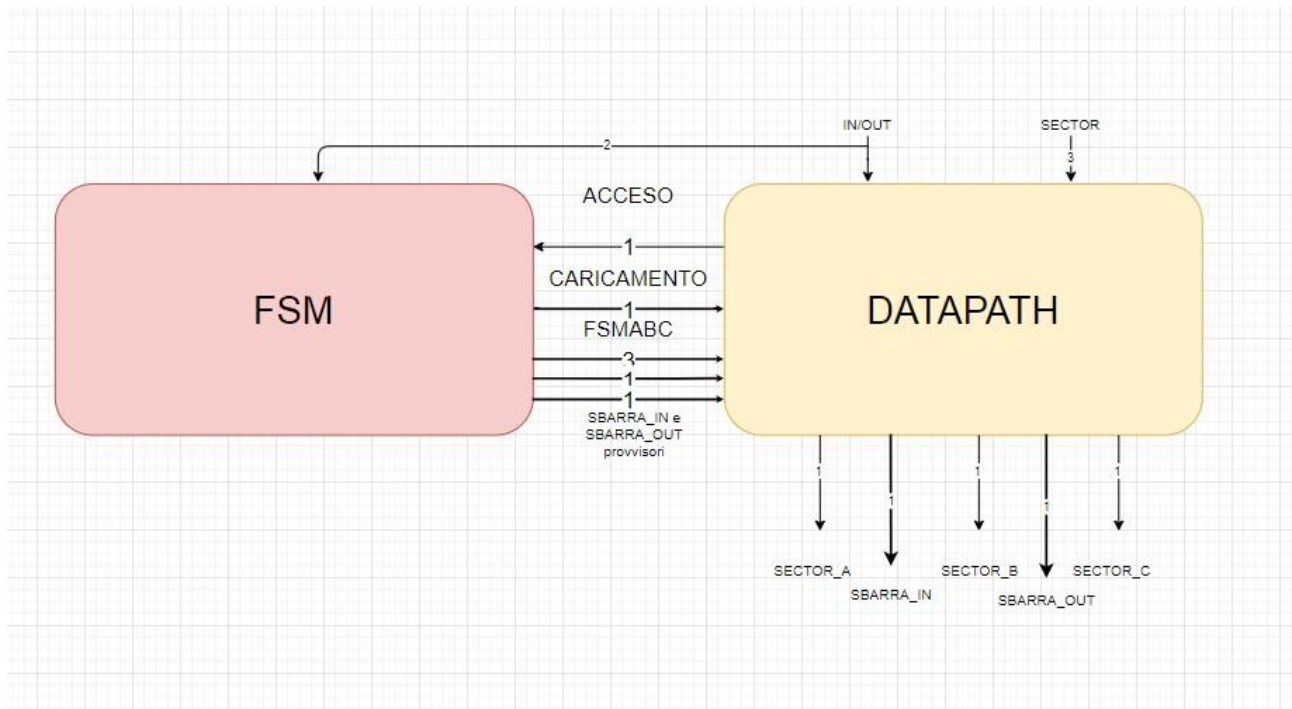 IN/OUT
SECTOR
2
3
ACCESO
1
CARICAMENTO
FSM
1
DATAPATH
FSMABC
3
1
1
SBARRA_IN e
SBARRA_OUT
provvisori
1
1
1
1
1
SECTOR_A
SECTOR_B
SECTOR_C
SBARRA_IN
SBARRA_OUT